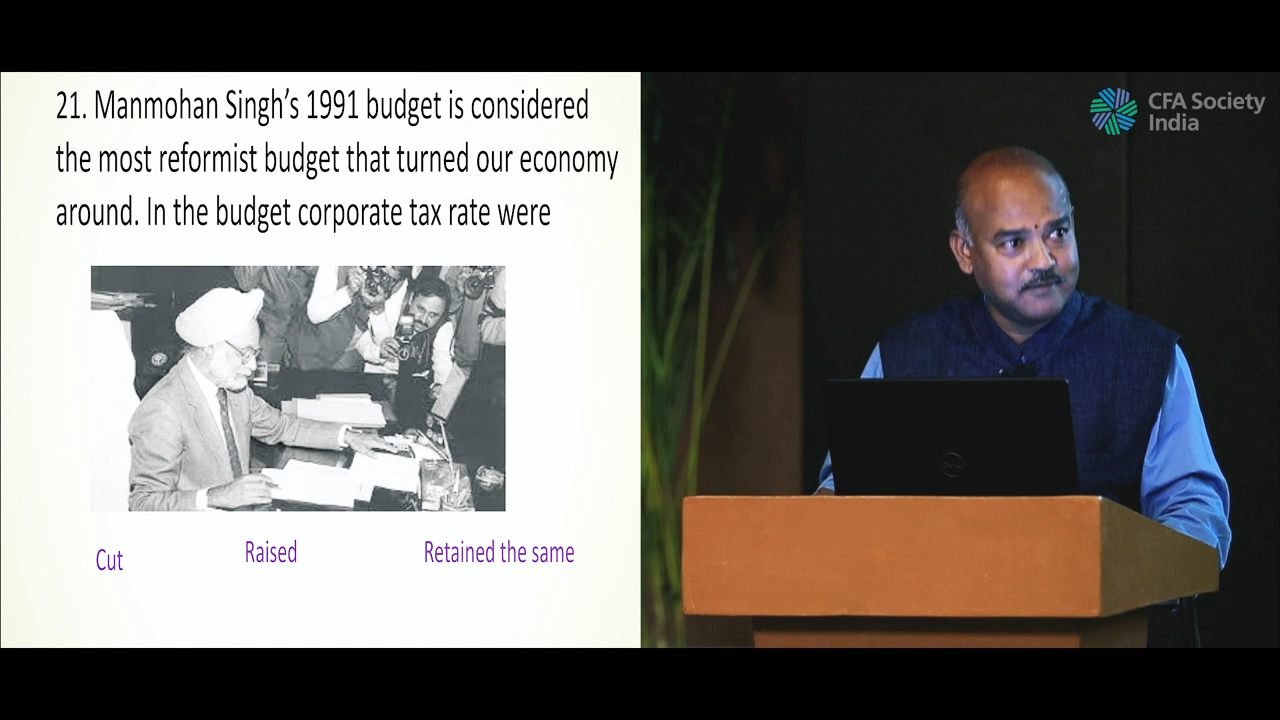 21. Manmohan Singh's 1991 budget is considered
the most reformist budget that turned our economy
around. In the budget corporate tax rate were
Cut
Raised
Retained the same
CFA Society
India